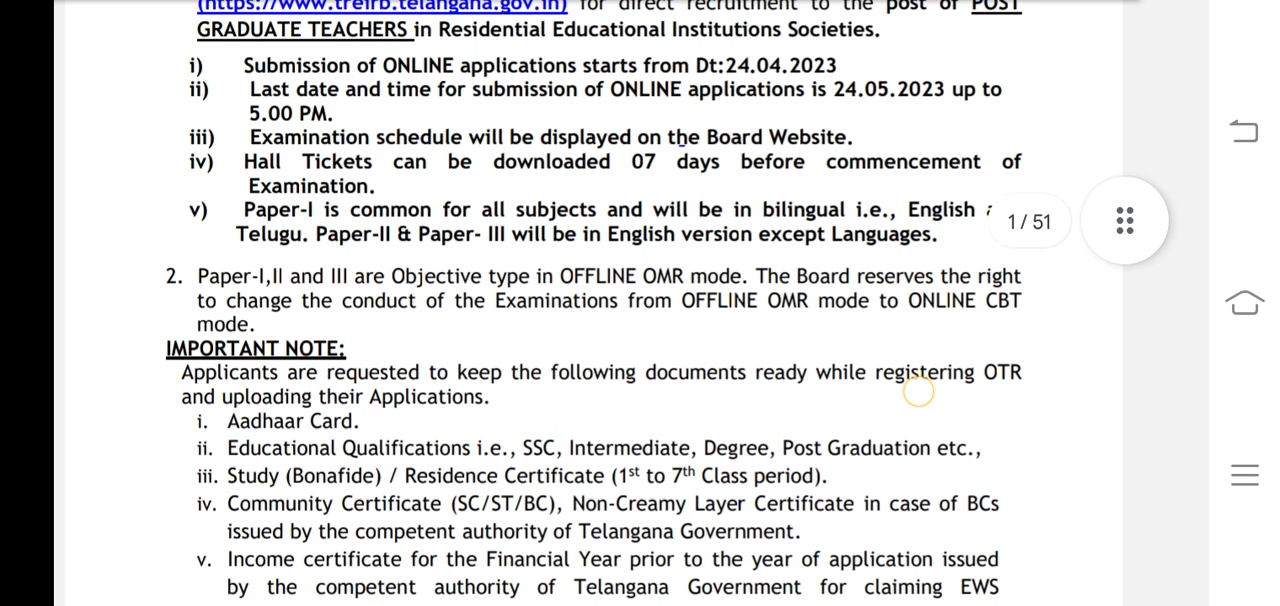 (https://www.treirb.telangana.gov.in) for direct recruitment to the post of POST
GRADUATE TEACHERS in Residential Educational Institutions Societies.
i) Submission of ONLINE applications starts from Dt:24.04.2023
ii) Last date and time for submission of ONLINE applications is 24.05.2023 up to
5.00 PM.
iii) Examination schedule will be displayed on the Board Website.
iv) Hall Tickets can be downloaded 07 days before commencement of
Examination.
v) Paper-I is common for all subjects and will be in bilingual i.e., English
Telugu. Paper-II & Paper- III will be in English version except Languages.
1/51
2. Paper-I,II and III are Objective type in OFFLINE OMR mode. The Board reserves the right
to change the conduct of the Examinations from OFFLINE OMR mode to ONLINE CBT
mode.
IMPORTANT NOTE:
Applicants are requested to keep the following documents ready while registering OTR
and uploading their Applications.
i. Aadhaar Card.
ii. Educational Qualifications i.e., SSC, Intermediate, Degree, Post Graduation etc.,
iii. Study (Bonafide) / Residence Certificate (1st to 7th Class period).
iv. Community Certificate (SC/ST/BC), Non-Creamy Layer Certificate in case of BCs
issued by the competent authority of Telangana Government.
v. Income certificate for the Financial Year prior to the year of application issued
by the competent authority of Telangana Government for claiming EWS